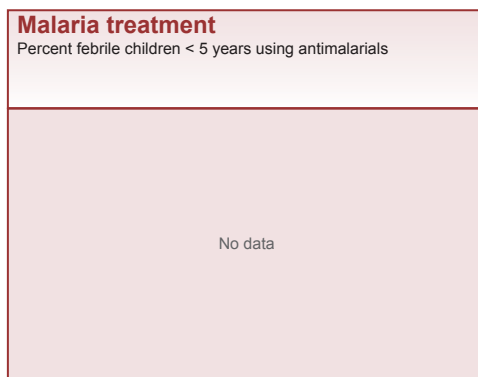 Malaria treatment
Percent febrile children < 5 years using antimalarials
No data